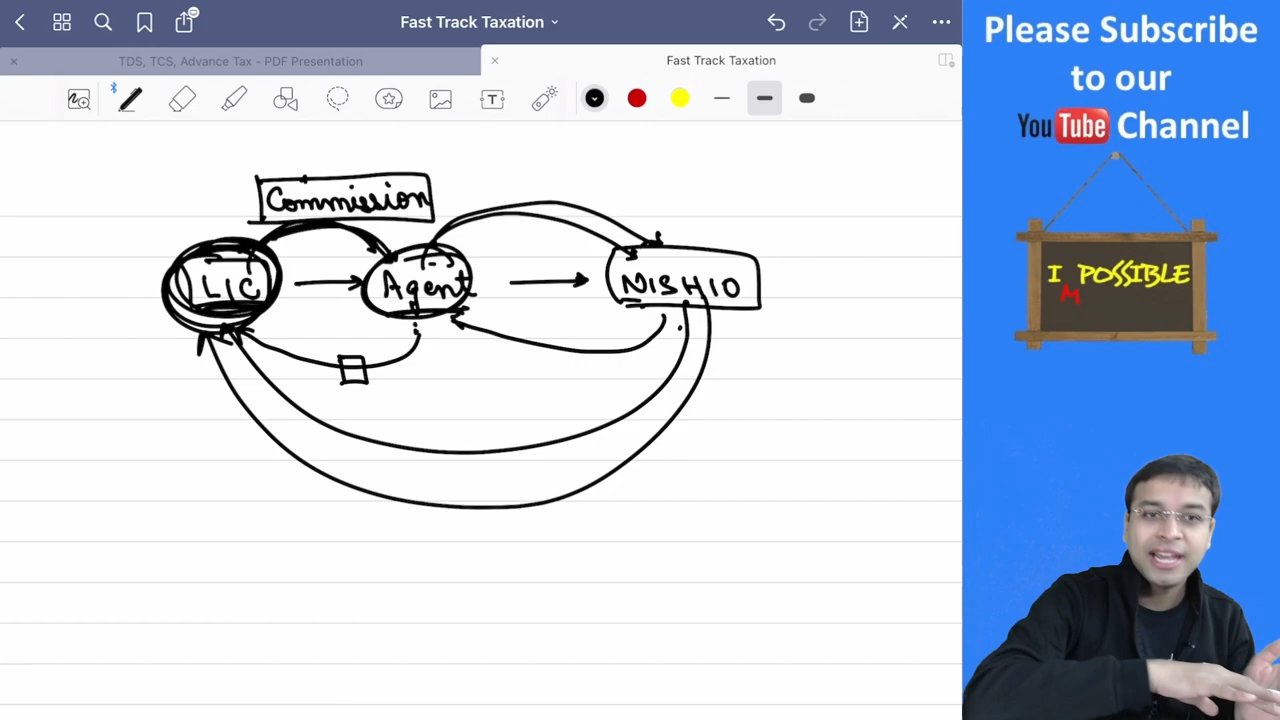 Fast Track Taxation
TDS, TCS, Advance Tax - PDF Presentation
Fast Track Taxation
T
Commission
LIC
Agent
NISHIO
Please Subscribe
to our
YouTube Channel
I POSSIBLE
M